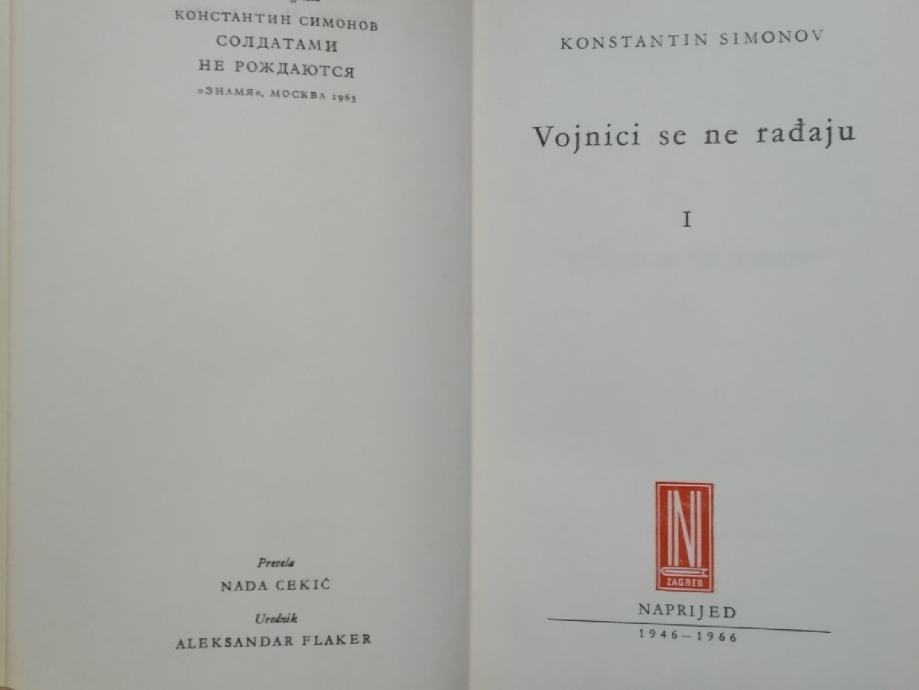 КОНСТАНТИН СИМОНОВ
СОЛДАТАМИ
НЕ РОЖДАЮТСЯ
»ЗНАМЯ«, МОСКВА 1963
Prevela
NADA CEKIĆ
Urednik
ALEKSANDAR FLAKER
KONSTANTIN SIMONOV
Vojnici se ne rađaju
I
N
ZAGREB
NAPRIJED
1946—1966